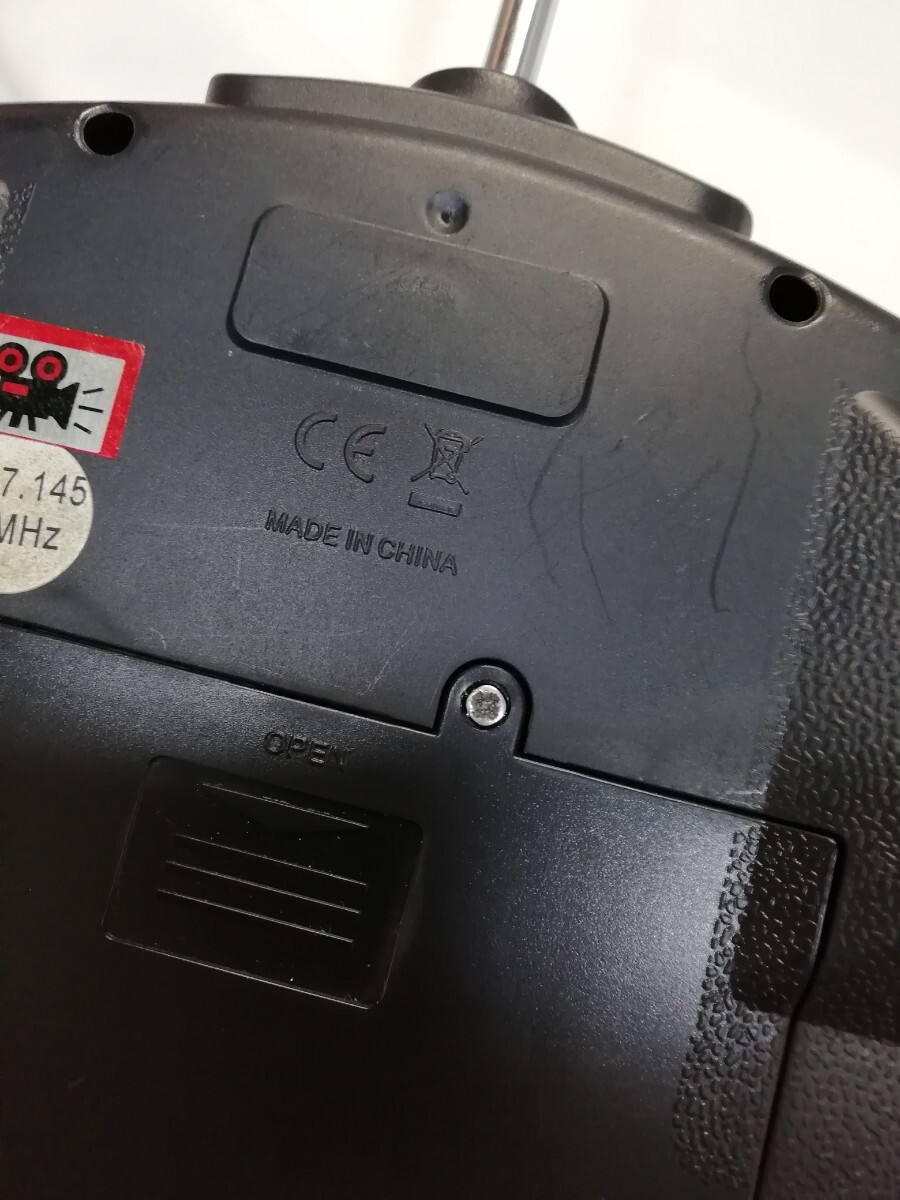 7.145
MHz
CE
MADE IN CHINA
OPEN